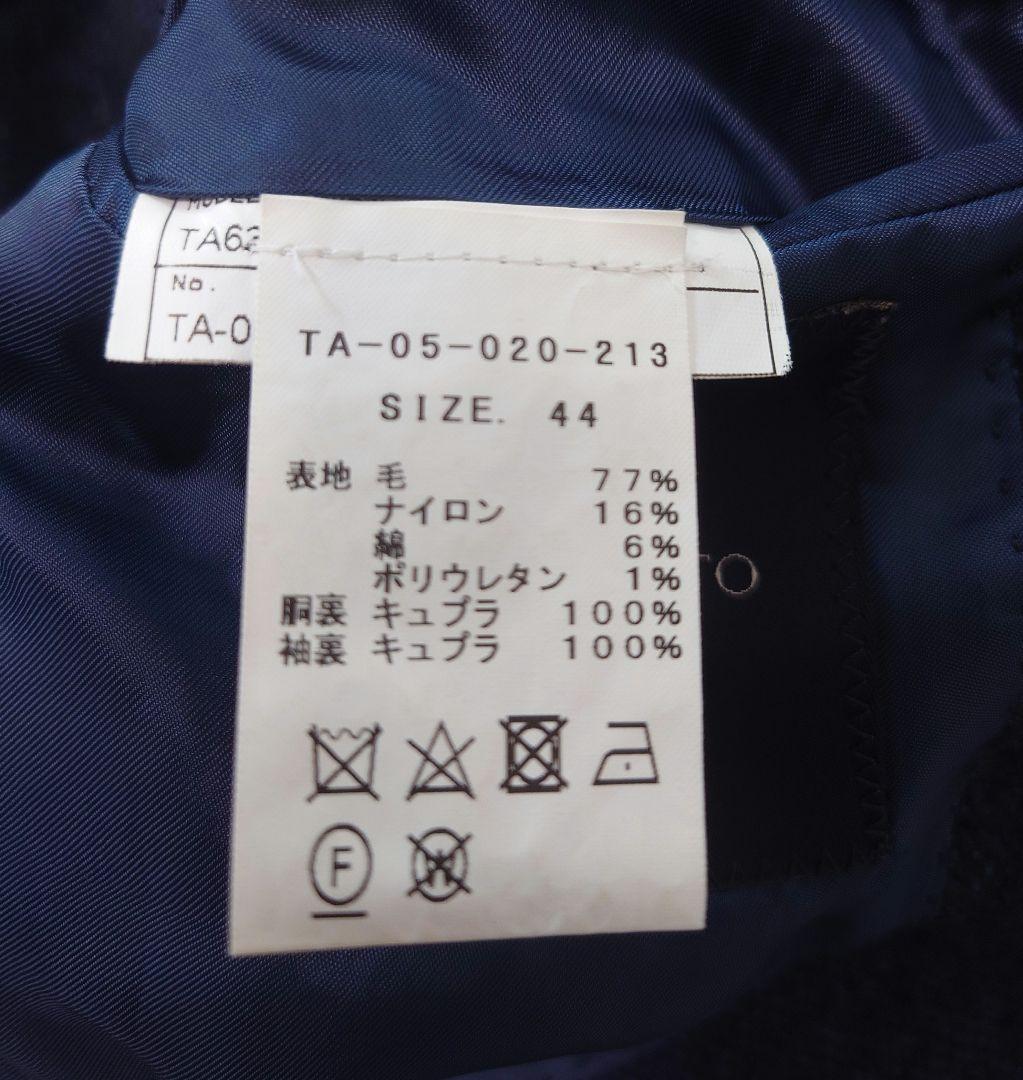 MODEL
TA62
No.
TA-0
TA-05-020-213
SIZE. 44
表地 毛 77%
ナイロン 16%
綿 6%
ポリウレタン 1%
胴裏 キュプラ 100%
袖裏 キュプラ 100%
TO
F
W